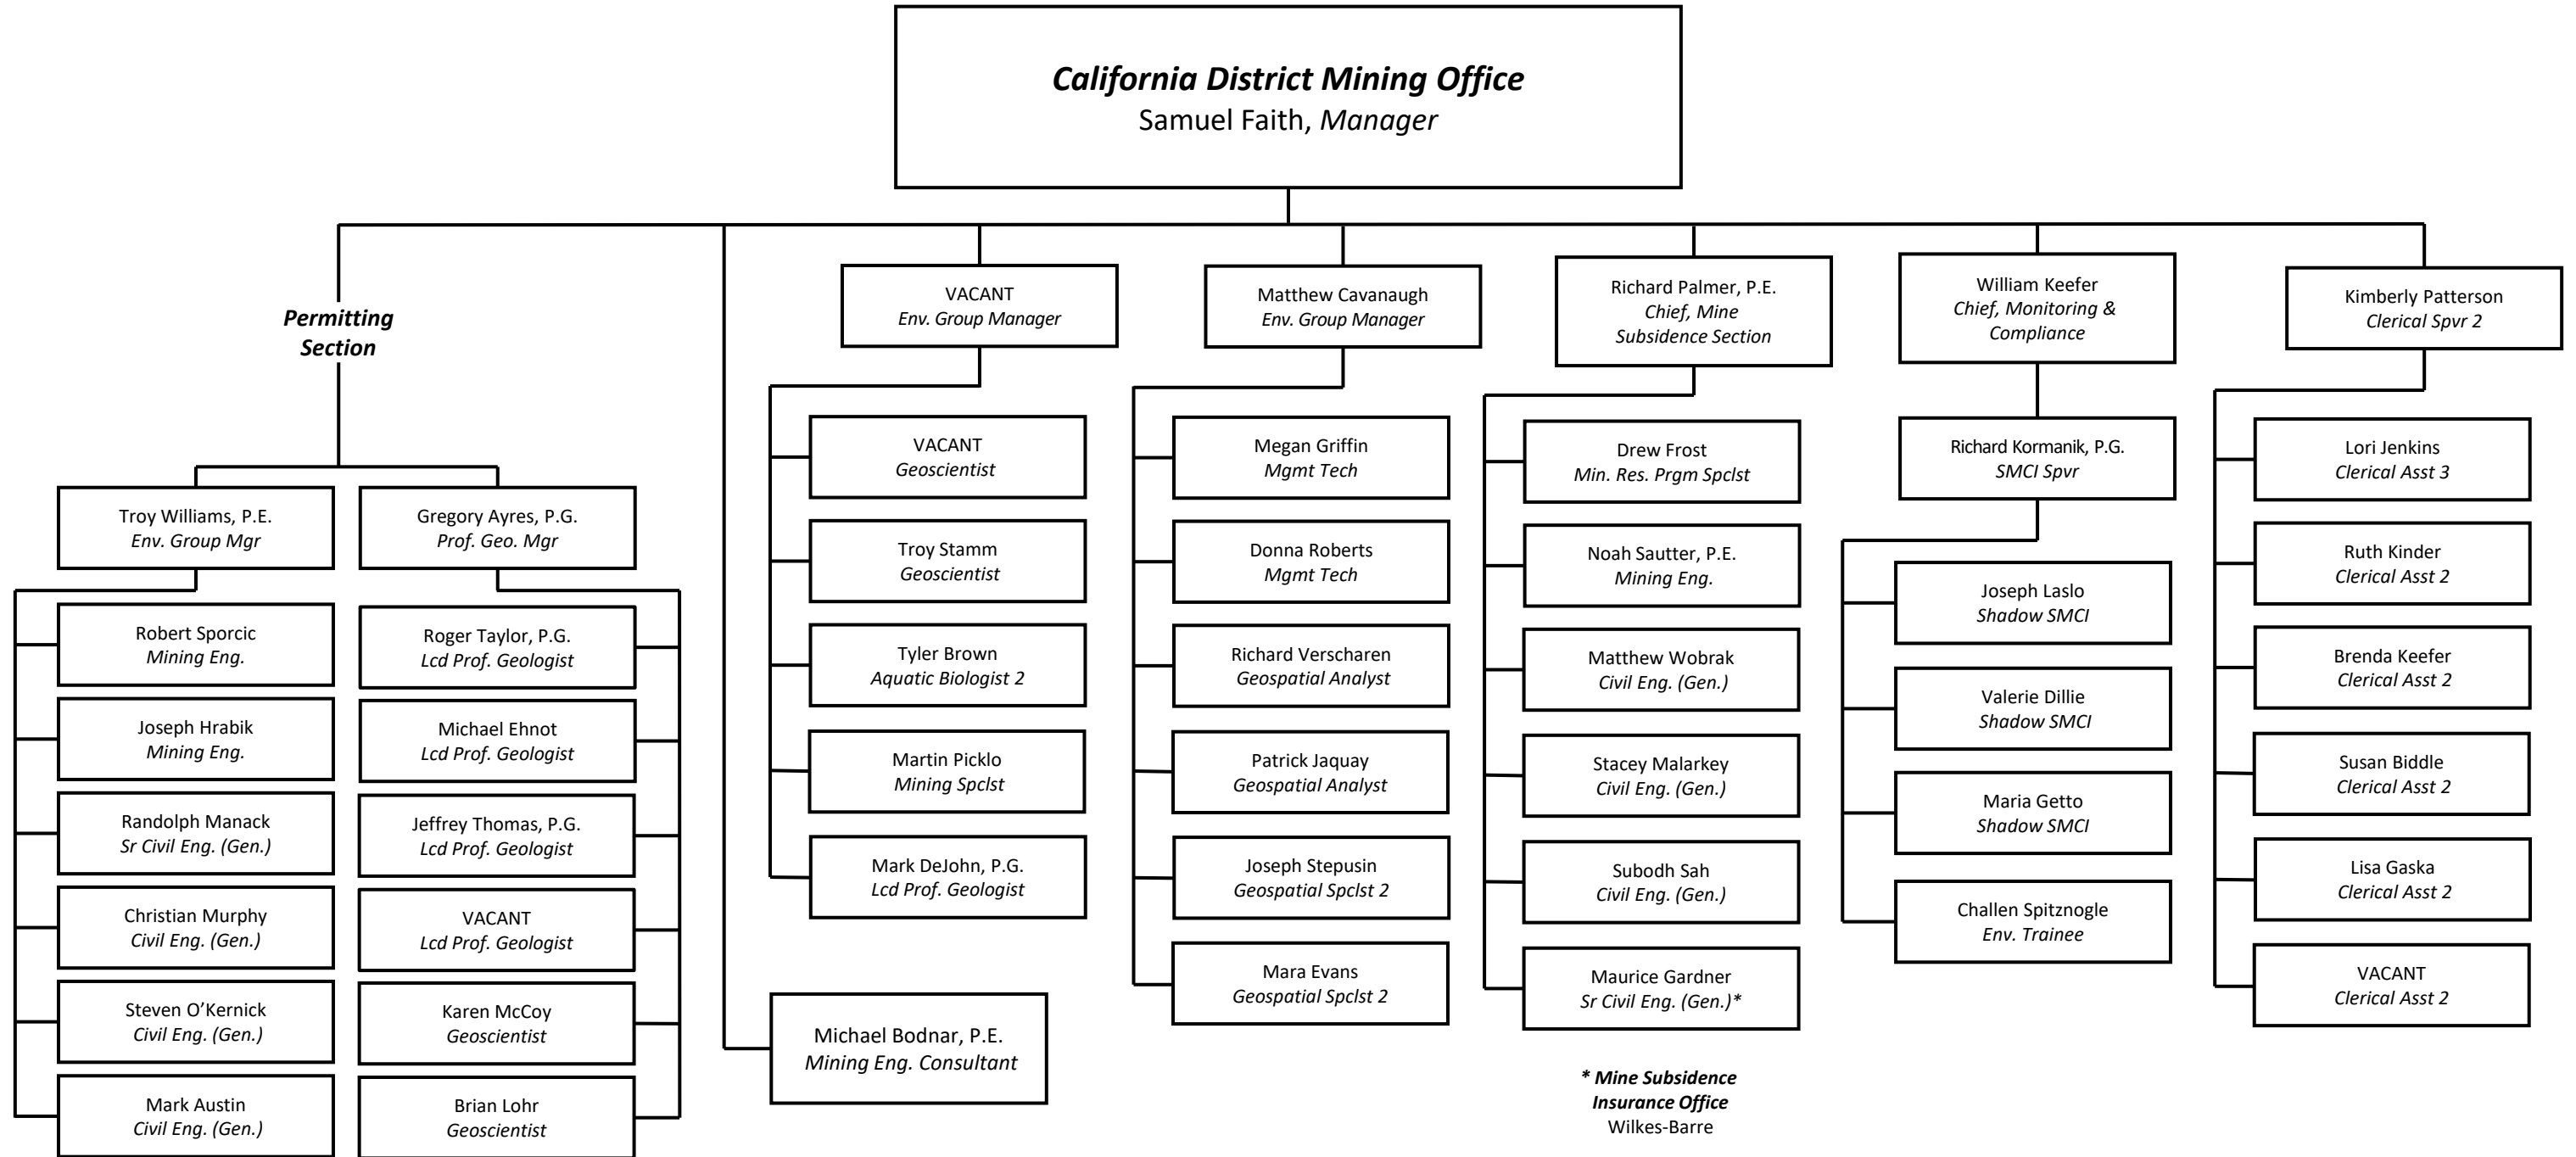 California District Mining Office
Samuel Faith, Manager
Permitting
Section
Troy Williams, P.E.
Env. Group Mgr
Robert Sporcic
Mining Eng.
Joseph Hrabik
Mining Eng.
Randolph Manack
Sr Civil Eng. (Gen.)
Christian Murphy
Civil Eng. (Gen.)
Steven O’Kernick
Civil Eng. (Gen.)
Mark Austin
Civil Eng. (Gen.)
Gregory Ayres, P.G.
Prof. Geo. Mgr
Roger Taylor, P.G.
Lcd Prof. Geologist
Michael Ehnot
Lcd Prof. Geologist
Jeffrey Thomas, P.G.
Lcd Prof. Geologist
VACANT
Lcd Prof. Geologist
Karen McCoy
Geoscientist
Brian Lohr
Geoscientist
Michael Bodnar, P.E.
Mining Eng. Consultant
VACANT
Env. Group Manager
VACANT
Geoscientist
Troy Stamm
Geoscientist
Tyler Brown
Aquatic Biologist 2
Martin Picklo
Mining Spclst
Mark DeJohn, P.G.
Lcd Prof. Geologist
Matthew Cavanaugh
Env. Group Manager
Megan Griffin
Mgmt Tech
Donna Roberts
Mgmt Tech
Richard Verscharen
Geospatial Analyst
Patrick Jaquay
Geospatial Analyst
Joseph Stepusin
Geospatial Spclst 2
Mara Evans
Geospatial Spclst 2
Richard Palmer, P.E.
Chief, Mine
Subsidence Section
Drew Frost
Min. Res. Prgm Spclst
Noah Sautter, P.E.
Mining Eng.
Matthew Wobrak
Civil Eng. (Gen.)
Stacey Malarkey
Civil Eng. (Gen.)
Subodh Sah
Civil Eng. (Gen.)
Maurice Gardner
Sr Civil Eng. (Gen.)*
* Mine Subsidence
Insurance Office
Wilkes-Barre
William Keefer
Chief, Monitoring &
Compliance
Richard Kormanik, P.G.
SMCI Spvr
Joseph Laslo
Shadow SMCI
Valerie Dillie
Shadow SMCI
Maria Getto
Shadow SMCI
Challen Spitznogle
Env. Trainee
Kimberly Patterson
Clerical Spvr 2
Lori Jenkins
Clerical Asst 3
Ruth Kinder
Clerical Asst 2
Brenda Keefer
Clerical Asst 2
Susan Biddle
Clerical Asst 2
Lisa Gaska
Clerical Asst 2
VACANT
Clerical Asst 2